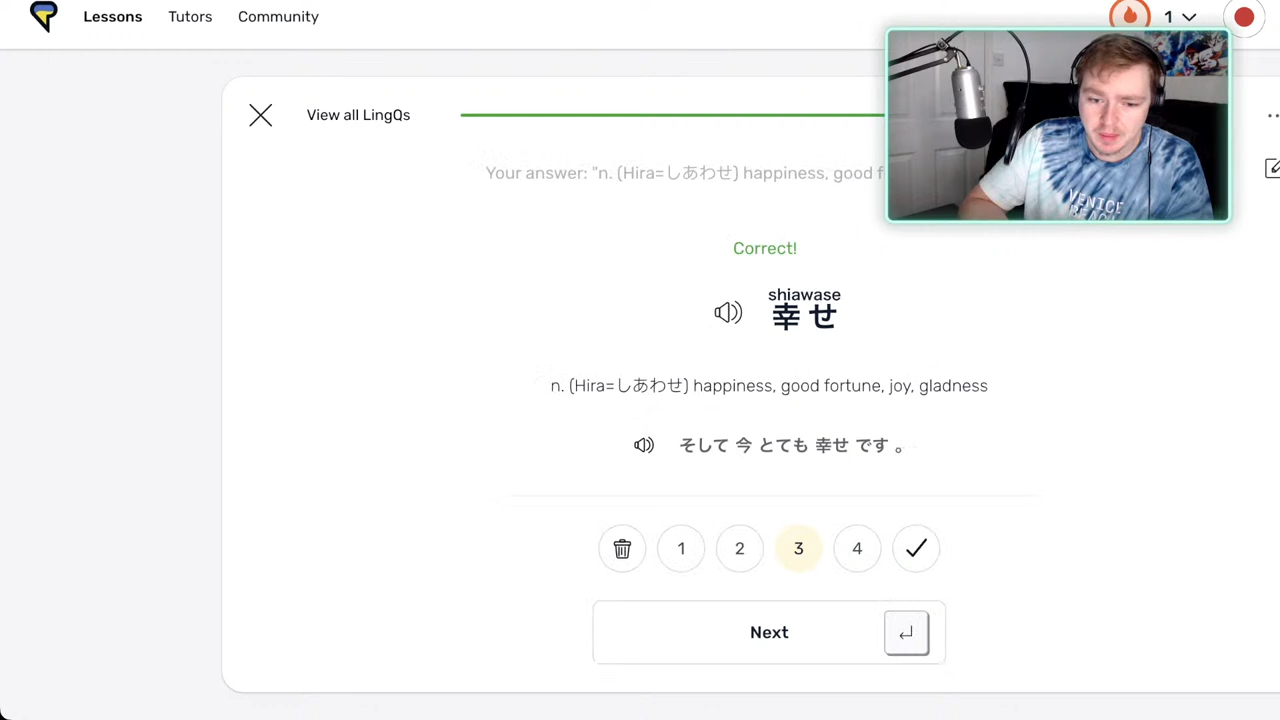 Lessons Tutors Community 1
View all LingQs
Your answer: "n. (Hira=しあわせ) happiness, good
Correct!
shiawase
幸せ
n. (Hira=しあわせ) happiness, good fortune, joy, gladness
そして 今 とても 幸せ です 。
1 2 3 4
Next
VENICE
BEACH